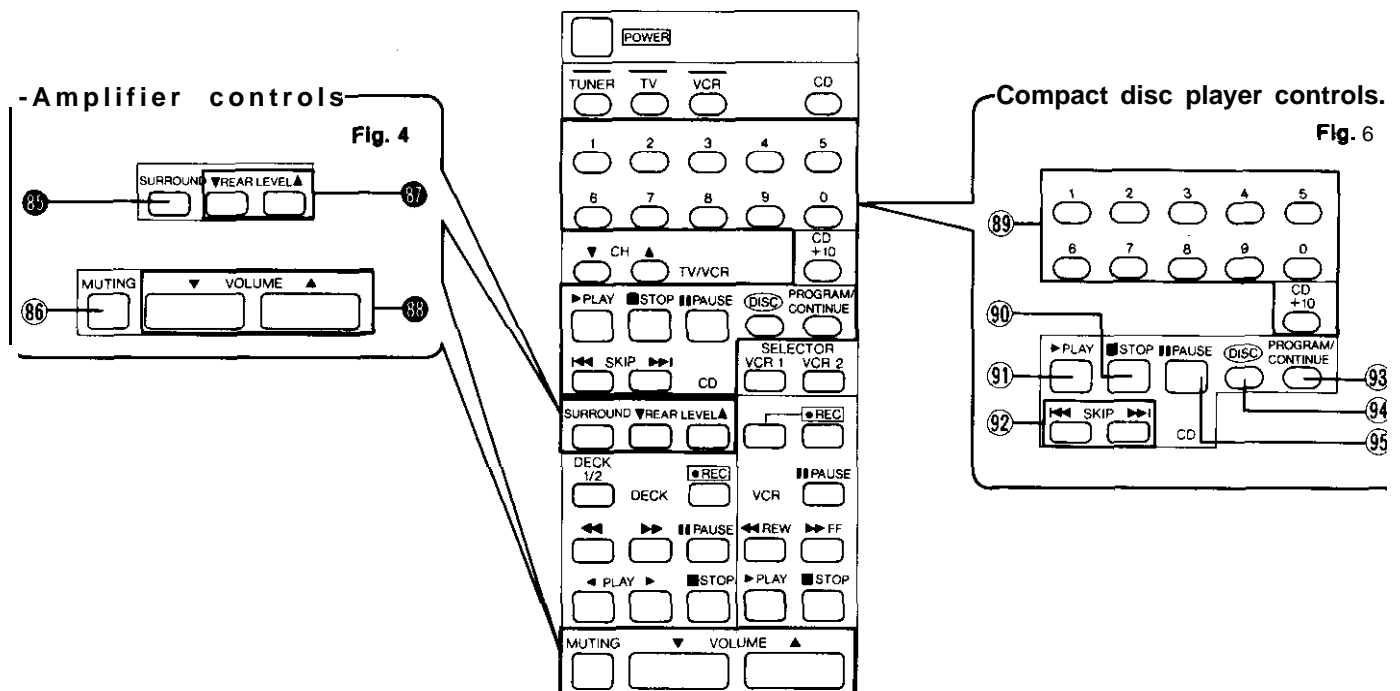 -Amplifier controls
Fig. 4
SURROUND ▼REAR LEVEL▲
85
87
MUTING ▼ VOLUME ▲
86
88
POWER
TUNER TV VCR CD
1 2 3 4 5
6 7 8 9 0
▼ CH ▲ TV/VCR
CD
+10
►PLAY ■STOP ▮▮PAUSE DISC PROGRAM/
CONTINUE
|◀◀ SKIP ▶▶| CD
SELECTOR
VCR 1 VCR 2
SURROUND ▼REAR LEVEL▲
● REC
DECK
1/2
DECK
● REC
VCR
▮▮PAUSE
◀◀ ▶▶ ▮▮PAUSE ◀◀REW ▶▶FF
◀ PLAY ▶ ■STOP ►PLAY ■STOP
MUTING ▼ VOLUME ▲
Compact disc player controls.
Fig. 6
1 2 3 4 5
89
6 7 8 9 0
CD
+10
90
►PLAY ■STOP ▮▮PAUSE DISC PROGRAM/
CONTINUE
91
93
94
92
|◀◀ SKIP ▶▶| CD
95